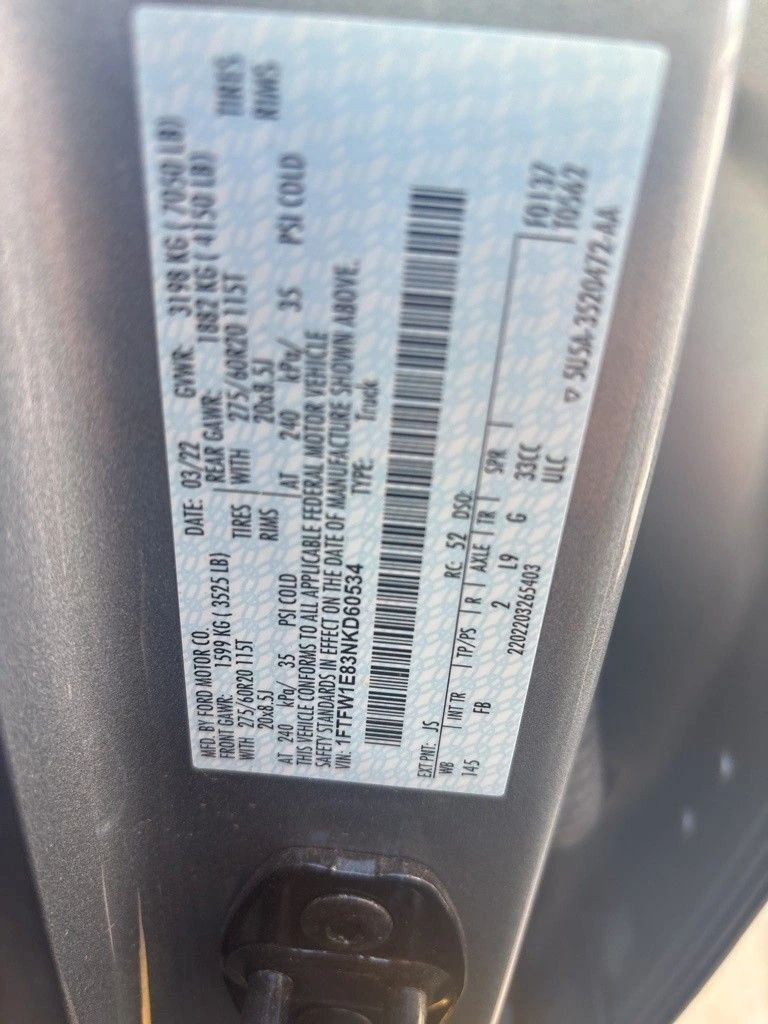 MFD. BY FORD MOTOR CO. DATE: 03/22 GVWR: 3198 KG ( 7050 LB)
FRONT GAWR: 1599 KG ( 3525 LB) REAR GAWR: 1882 KG ( 4150 LB)
WITH 275/60R20 115T TIRES WITH 275/60R20 115T TIRES
20x8.5J RIMS 20x8.5J RIMS
AT 240 kPa/ 35 PSI COLD AT 240 kPa/ 35 PSI COLD
THIS VEHICLE CONFORMS TO ALL APPLICABLE FEDERAL MOTOR VEHICLE
SAFETY STANDARDS IN EFFECT ON THE DATE OF MANUFACTURE SHOWN ABOVE.
VIN: 1FTFW1E83NKD60534 TYPE: Truck
EXT PNT: JS RC: 52 DSO: F0137
WB INT TR TP/PS R AXLE TR SPR T0562
145 FB 2 L9 G 33CC
2202203265403 ULC ▽ 5U5A-3520472-AA